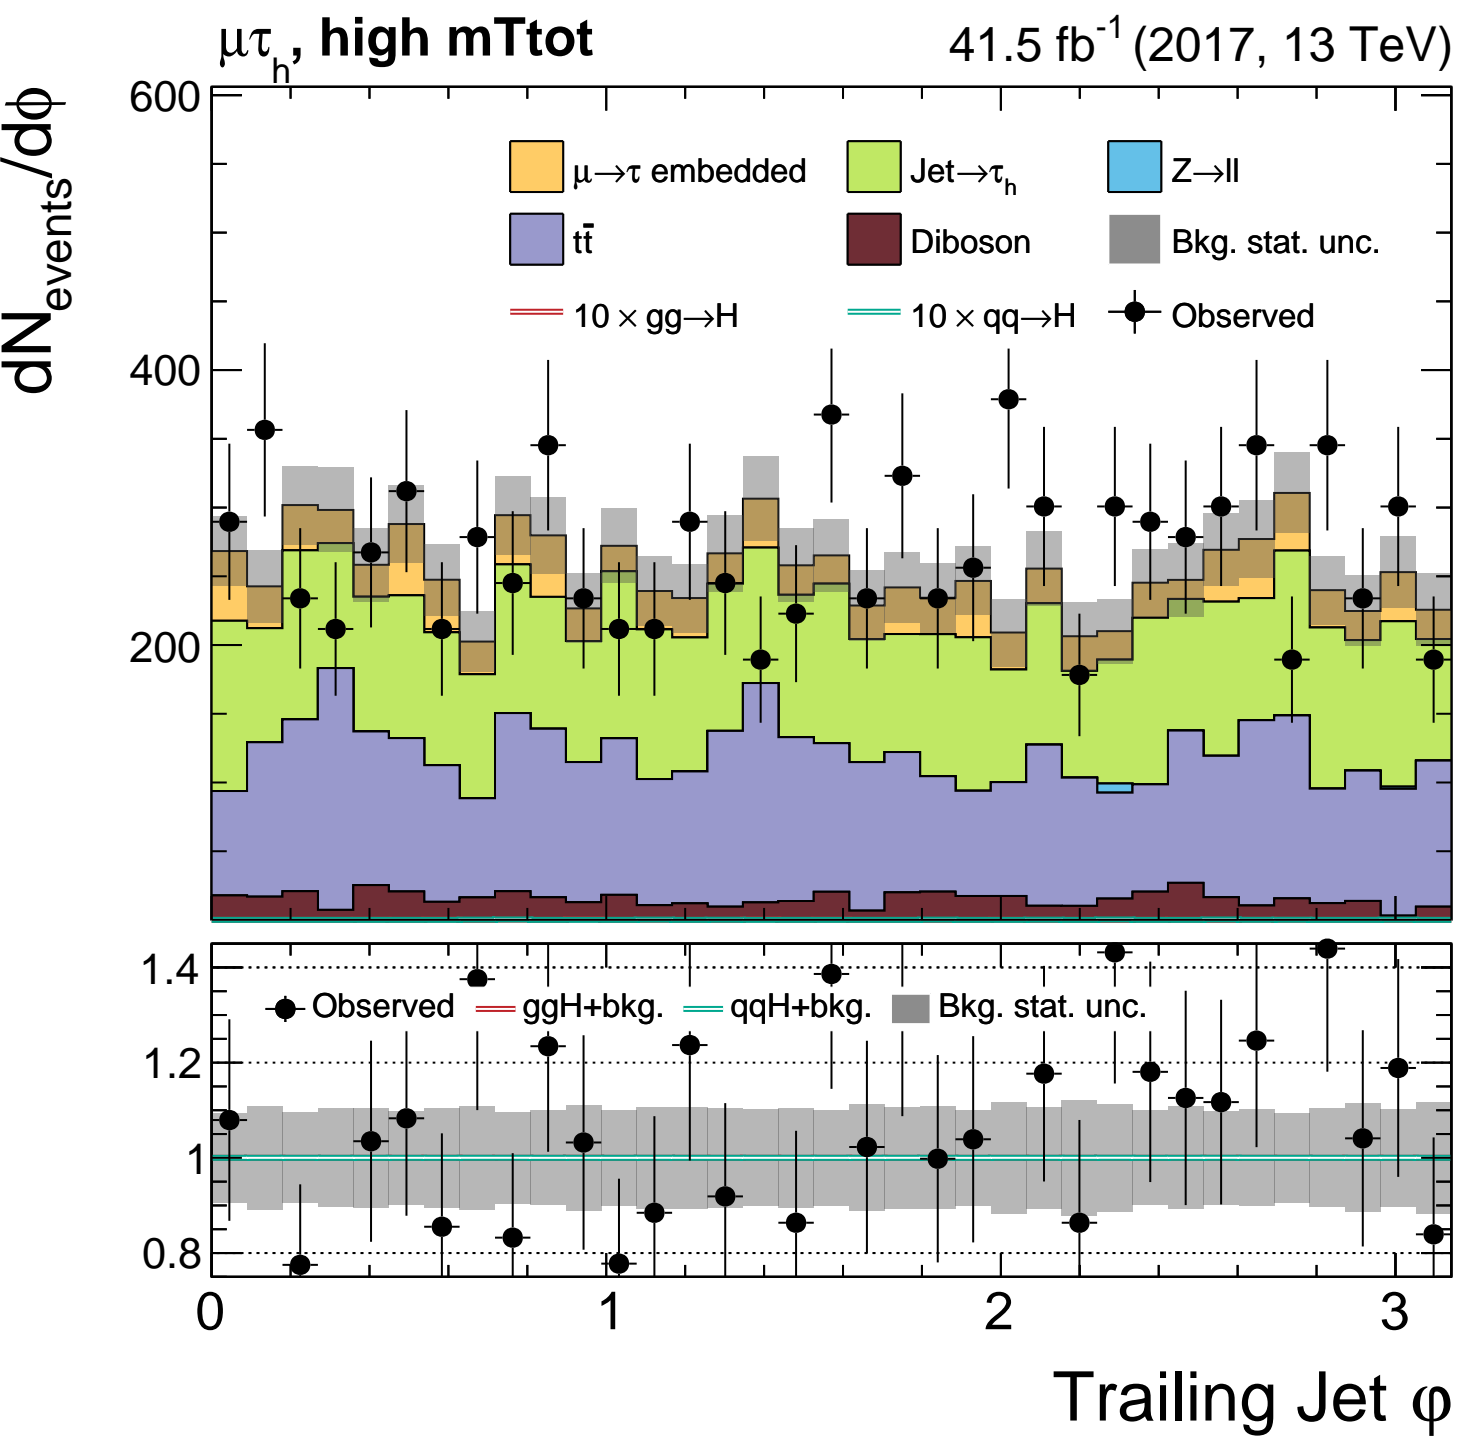 μτh, high mTtot 41.5 fb-1 (2017, 13 TeV)
dNevents/dϕ
600
400
200
μ→τ embedded Jet→τh Z→ll
tt̄ Diboson Bkg. stat. unc.
10 × gg→H 10 × qq→H Observed
1.4
1.2
1
0.8
Observed ggH+bkg. qqH+bkg. Bkg. stat. unc.
0 1 2 3
Trailing Jet φ